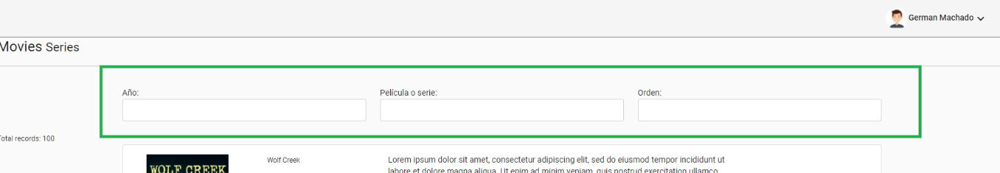 German Machado
Movies Series
Año:
Película o serie:
Orden:
Total records: 100
WOLF CREEK
Wolf Creek
Lorem ipsum dolor sit amet, consectetur adipiscing elit, sed do eiusmod tempor incididunt ut
labore et dolore magna aliqua. Ut enim ad minim veniam, quis nostrud exercitation ullamco